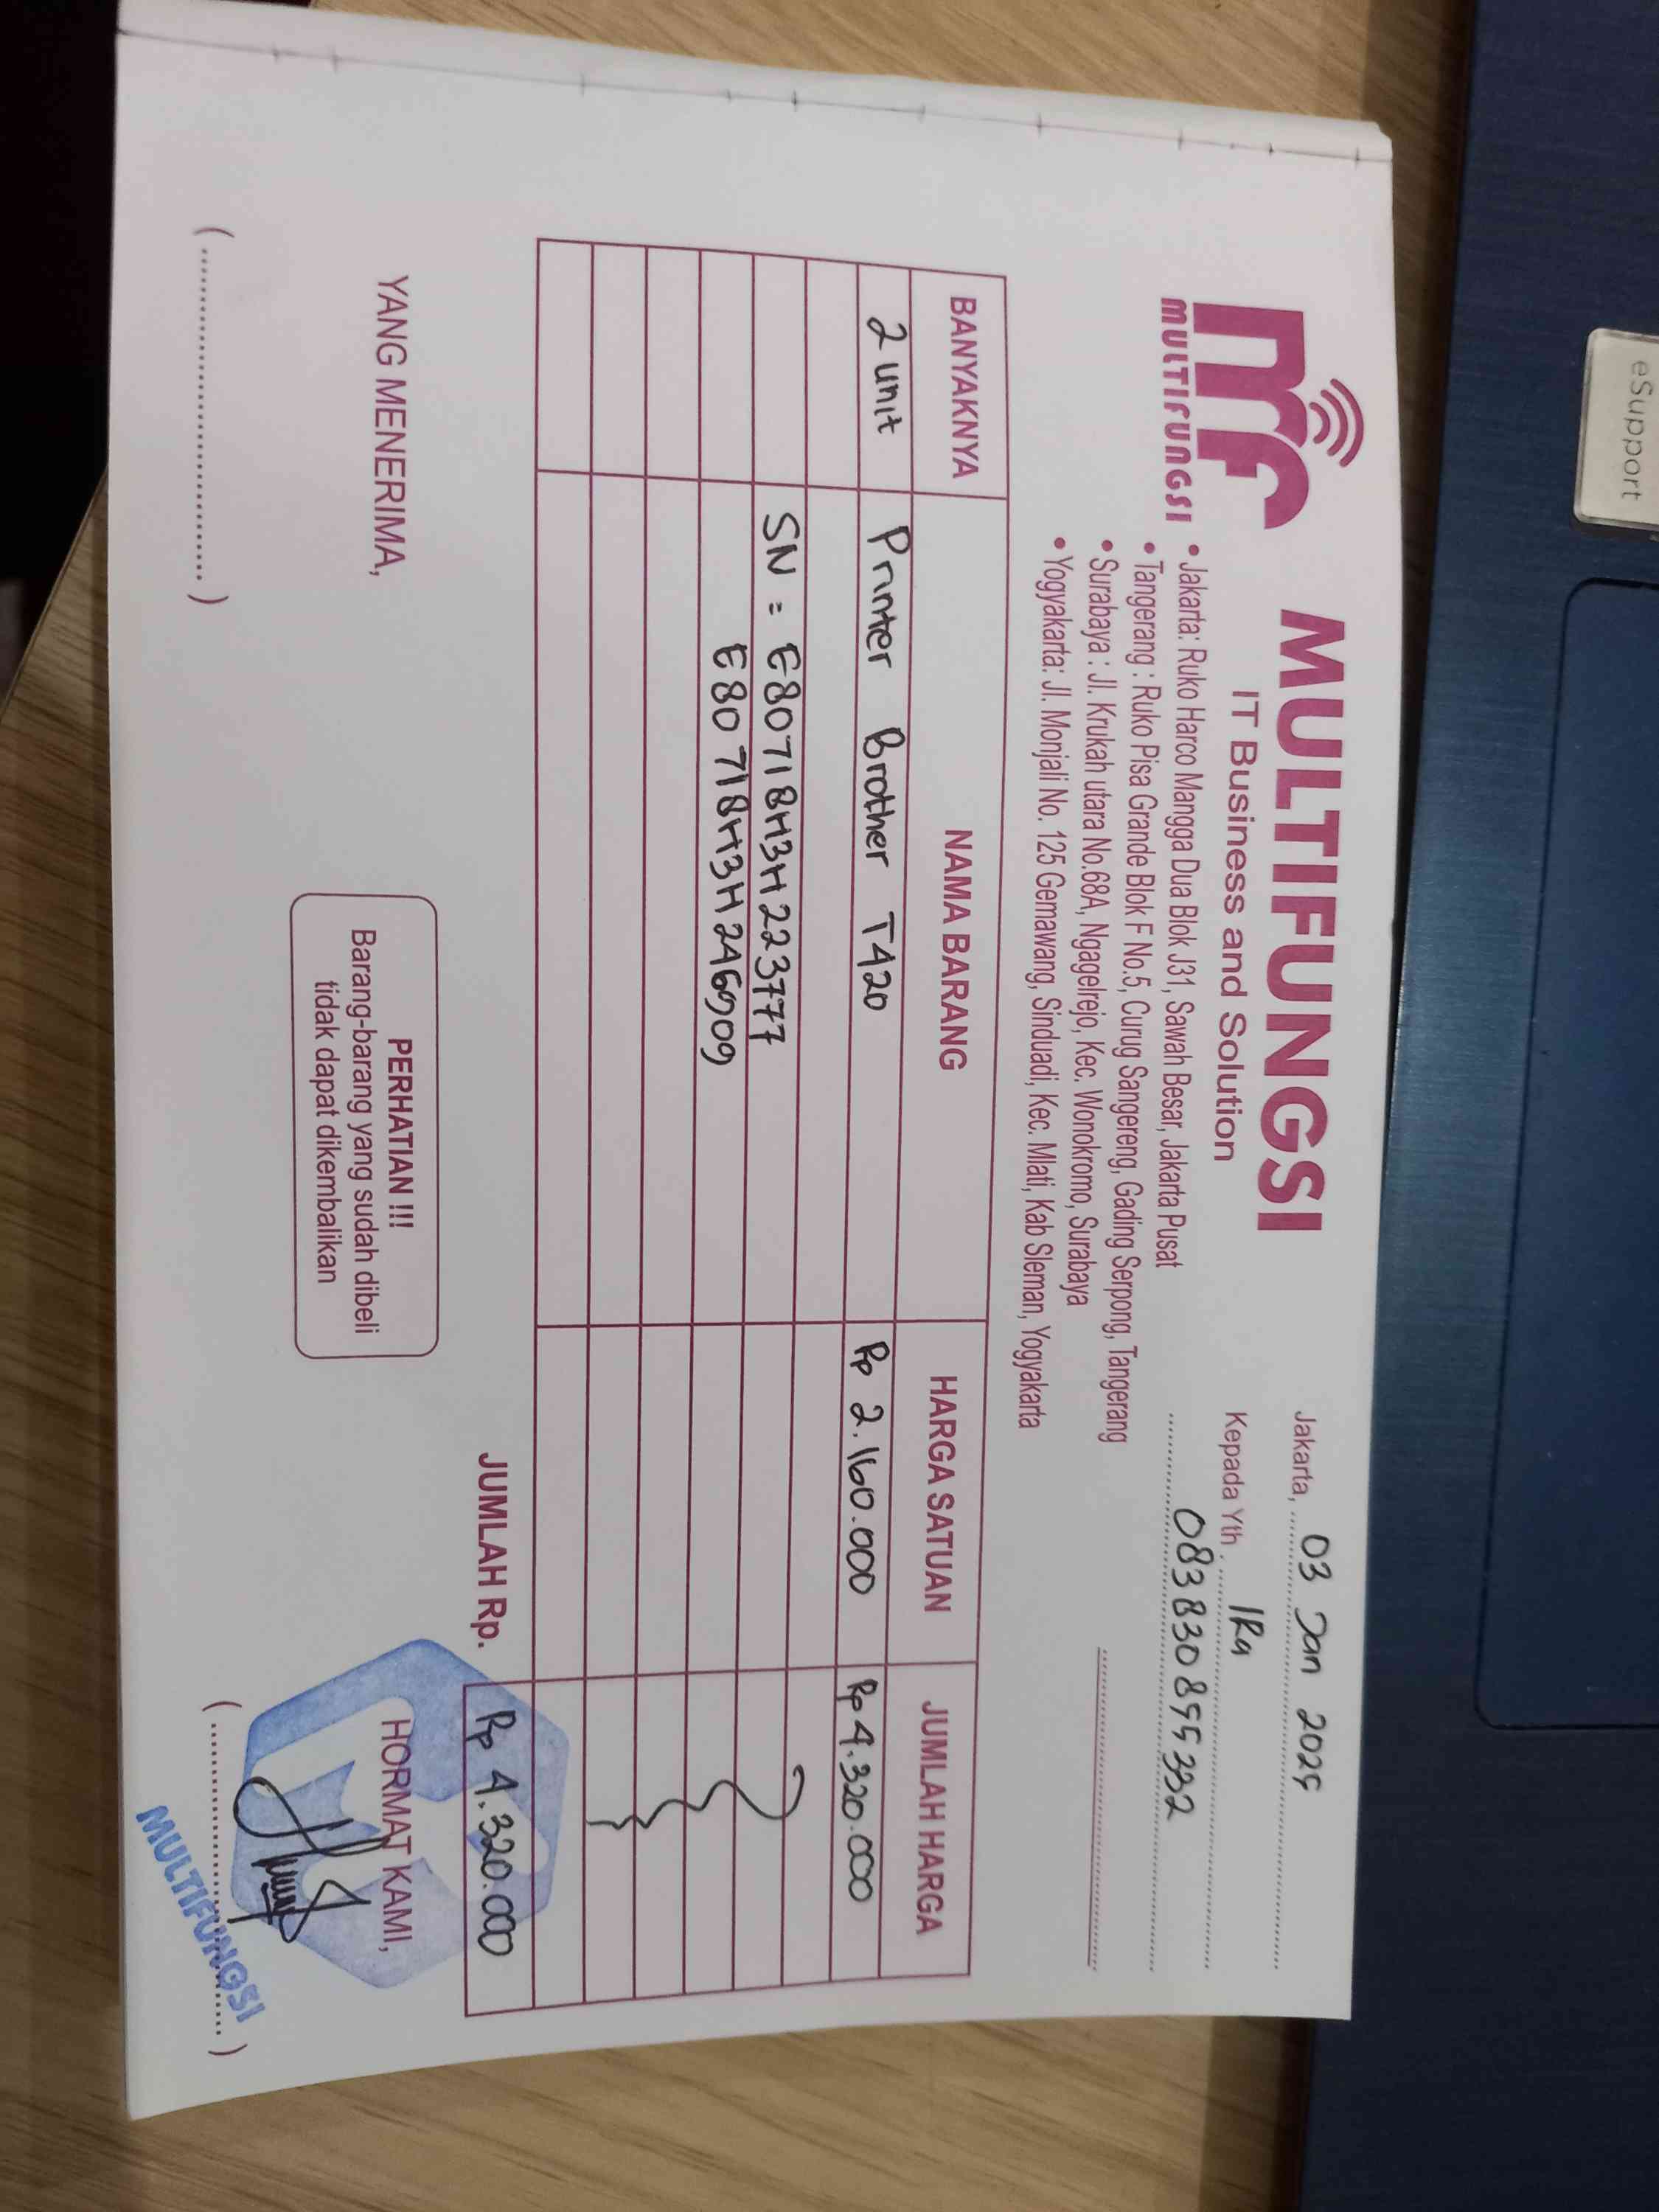 MULTIFUNGSI
MULTIFUNGSI
IT Business and Solution
• Jakarta: Ruko Harco Mangga Dua Blok J31, Sawah Besar, Jakarta Pusat
• Tangerang : Ruko Pisa Grande Blok F No.5, Curug Sangereng, Gading Serpong, Tangerang
• Surabaya : Jl. Krukah utara No.68A, Ngagelrejo, Kec. Wonokromo, Surabaya
• Yogyakarta: Jl. Monjali No. 125 Gemawang, Sinduadi, Kec. Mlati, Kab Sleman, Yogyakarta
Jakarta, 03 Jan 2025
Kepada Yth. IRa
083830895532
BANYAKNYA NAMA BARANG HARGA SATUAN JUMLAH HARGA
2 unit Printer Brother T420 Rp 2.160.000 Rp 4.320.000
SN = E80718H3H223777
E80718H3H246909
JUMLAH Rp. Rp 4.320.000
YANG MENERIMA,
PERHATIAN !!!
Barang-barang yang sudah dibeli
tidak dapat dikembalikan
HORMAT KAMI,
MULTIFUNGSI
eSupport